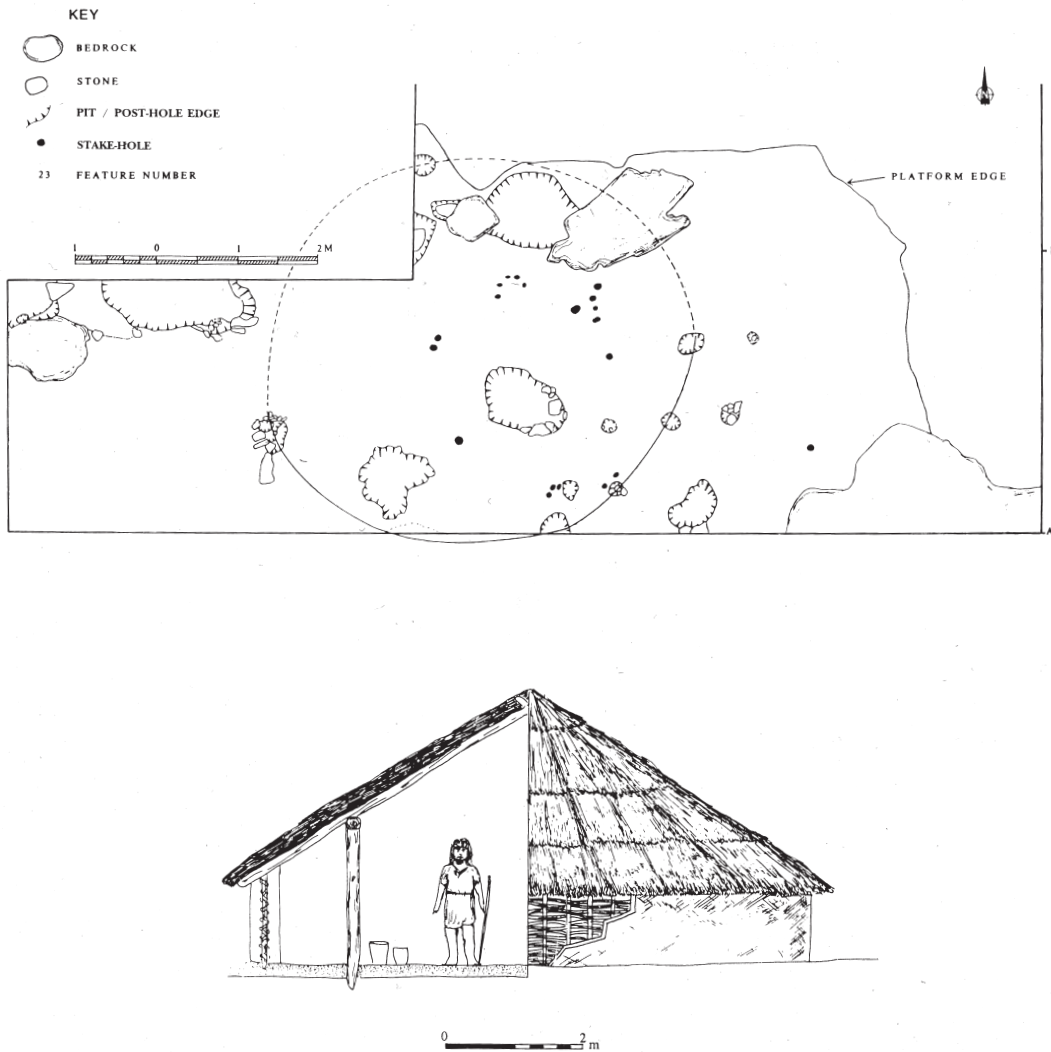 KEY
BEDROCK
STONE
PIT / POST-HOLE EDGE
STAKE-HOLE
23 FEATURE NUMBER
1 0 1 2 M
N
PLATFORM EDGE
0 2 m